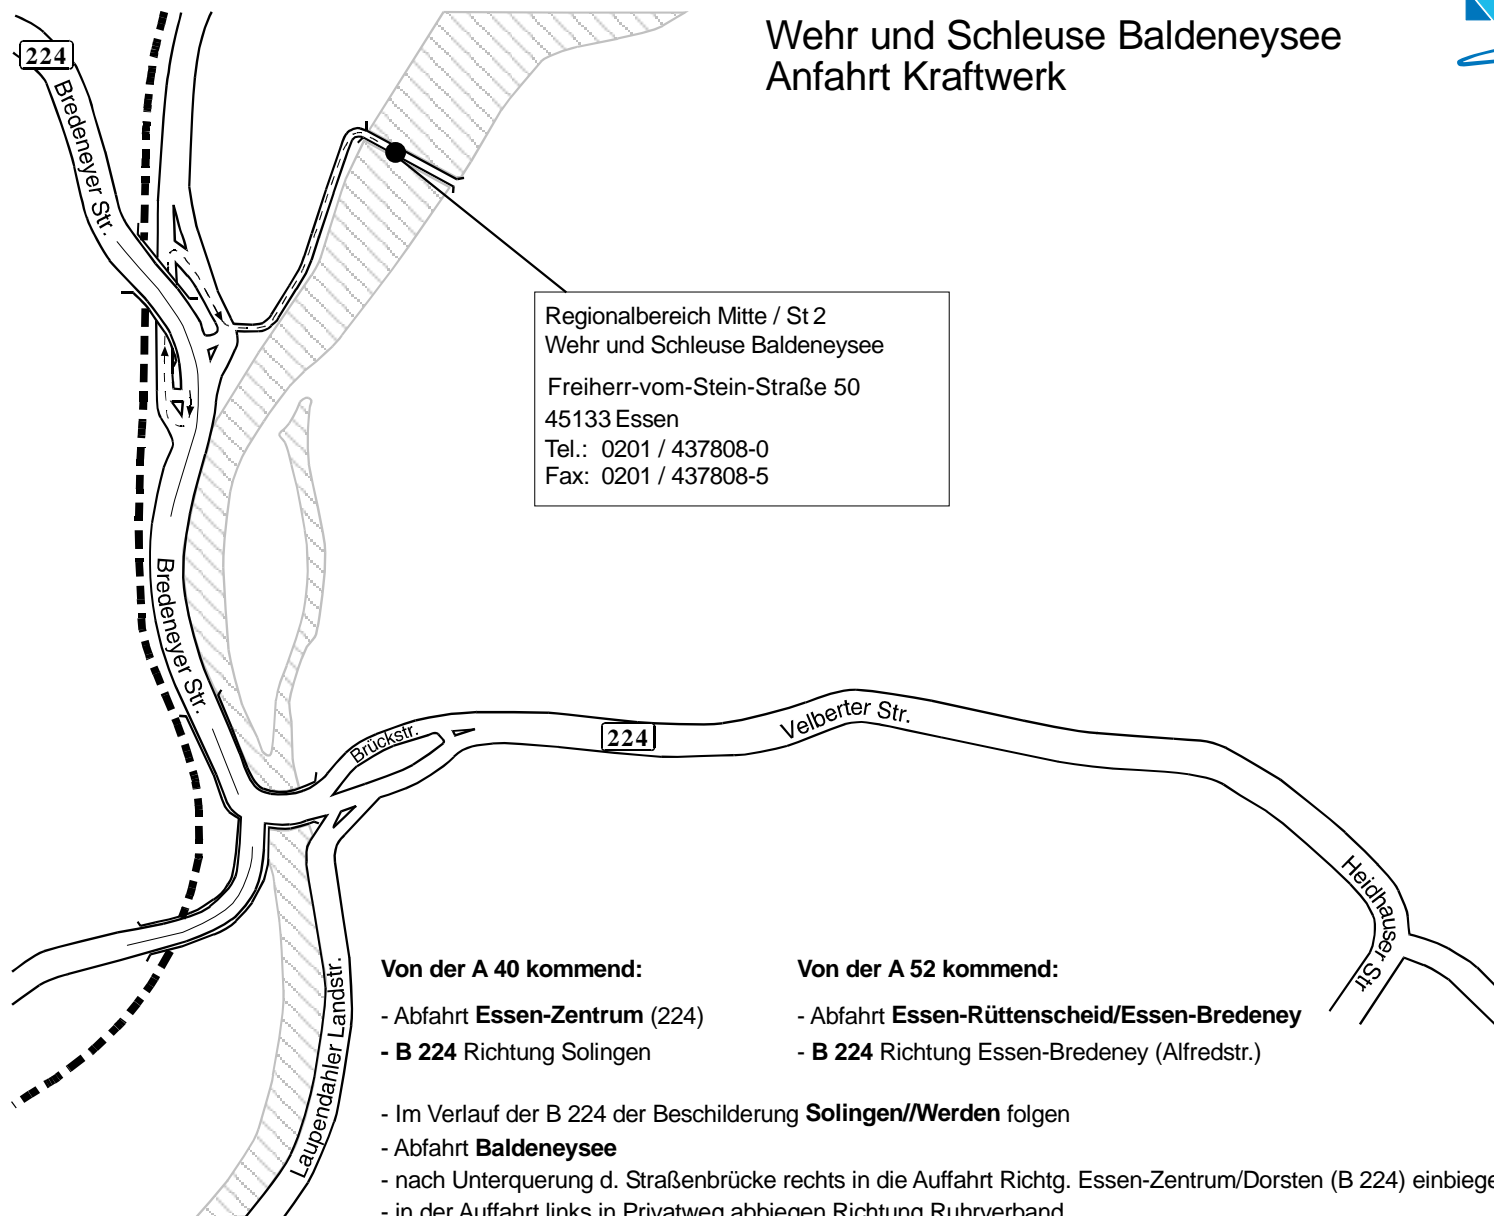 Wehr und Schleuse Baldeneysee
Anfahrt Kraftwerk
224
Bredeneyer Str.
Regionalbereich Mitte / St 2
Wehr und Schleuse Baldeneysee
Freiherr-vom-Stein-Straße 50
45133 Essen
Tel.: 0201 / 437808-0
Fax: 0201 / 437808-5
Bredeneyer Str.
Brückstr.
224
Velberter Str.
Heidhauser Str
Laupendahler Landstr.
Von der A 40 kommend:
- Abfahrt Essen-Zentrum (224)
- B 224 Richtung Solingen
Von der A 52 kommend:
- Abfahrt Essen-Rüttenscheid/Essen-Bredeney
- B 224 Richtung Essen-Bredeney (Alfredstr.)
- Im Verlauf der B 224 der Beschilderung Solingen//Werden folgen
- Abfahrt Baldeneysee
- nach Unterquerung d. Straßenbrücke rechts in die Auffahrt Richtg. Essen-Zentrum/Dorsten (B 224) einbiege
- in der Auffahrt links in Privatweg abbiegen Richtung Ruhrverband